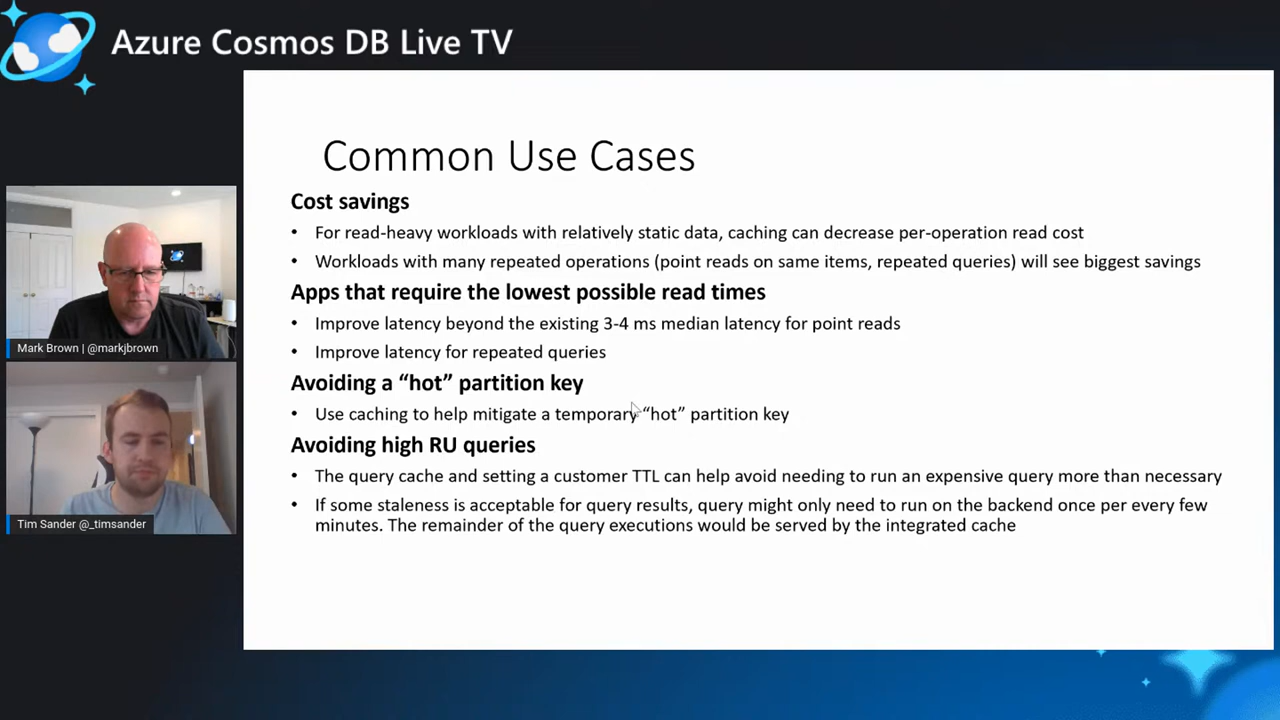 Azure Cosmos DB Live TV
Common Use Cases
Cost savings
• For read-heavy workloads with relatively static data, caching can decrease per-operation read cost
• Workloads with many repeated operations (point reads on same items, repeated queries) will see biggest savings
Apps that require the lowest possible read times
• Improve latency beyond the existing 3-4 ms median latency for point reads
• Improve latency for repeated queries
Avoiding a “hot” partition key
• Use caching to help mitigate a temporary “hot” partition key
Avoiding high RU queries
• The query cache and setting a customer TTL can help avoid needing to run an expensive query more than necessary
• If some staleness is acceptable for query results, query might only need to run on the backend once per every few
minutes. The remainder of the query executions would be served by the integrated cache
Mark Brown | @markjbrown
Tim Sander @_timsander